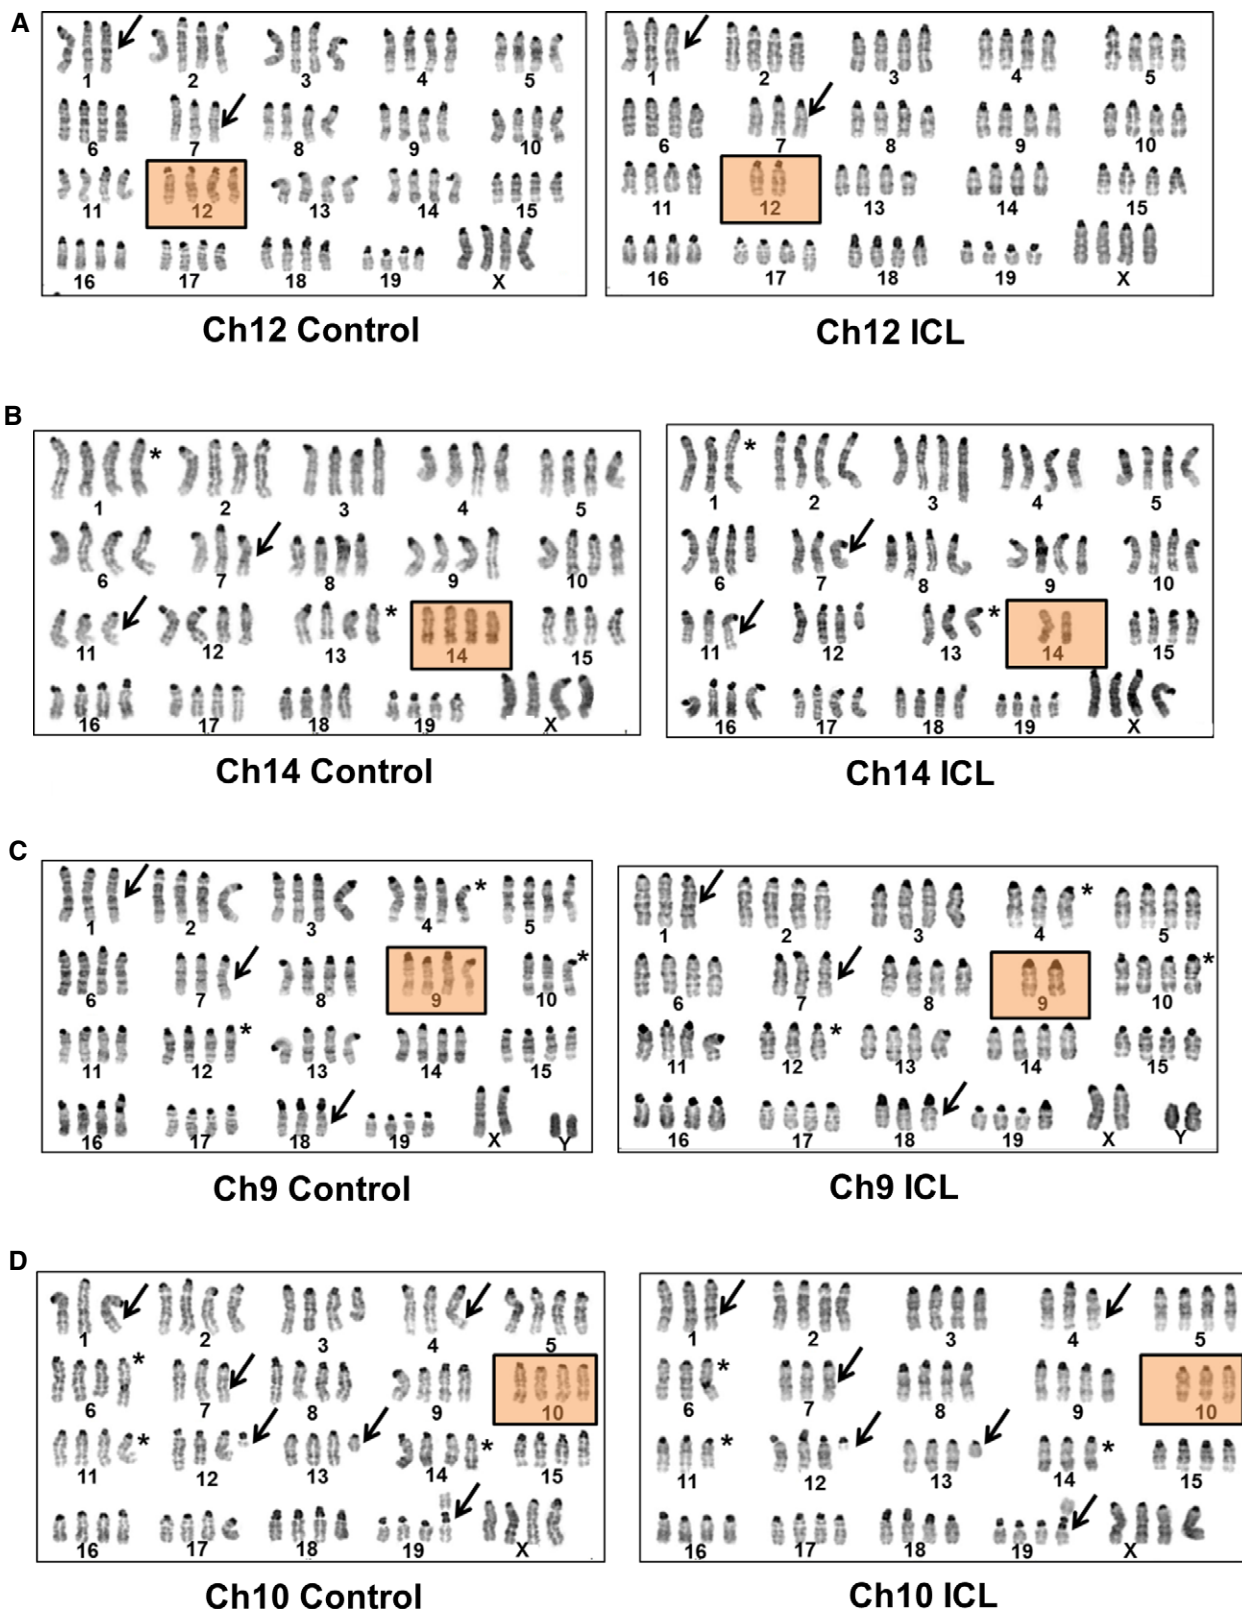 A
1 2 3 4 5
6 7 8 9 10
11 12 13 14 15
16 17 18 19 X
Ch12 Control
1 2 3 4 5
6 7 8 9 10
11 12 13 14 15
16 17 18 19 X
Ch12 ICL
B
1 * 2 3 4 5
6 7 8 9 10
11 12 13 * 14 15
16 17 18 19 X
Ch14 Control
1 * 2 3 4 5
6 7 8 9 10
11 12 13 * 14 15
16 17 18 19 X
Ch14 ICL
C
1 2 3 4 * 5
6 7 8 9 10 *
11 12 * 13 14 15
16 17 18 19 X Y
Ch9 Control
1 2 3 4 * 5
6 7 8 9 10 *
11 12 * 13 14 15
16 17 18 19 X Y
Ch9 ICL
D
1 2 3 4 5
6 * 7 8 9 10
11 * 12 13 14 * 15
16 17 18 19 X
Ch10 Control
1 2 3 4 5
6 * 7 8 9 10
11 * 12 13 14 * 15
16 17 18 19 X
Ch10 ICL